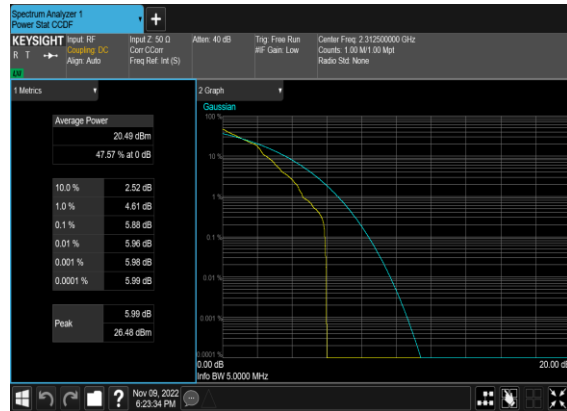 Spectrum Analyzer 1
Power Stat CCDF
KEYSIGHT
R T
LV
Input: RF
Coupling: DC
Align: Auto
Input Z: 50 Ω
Corr CCorr
Freq Ref: Int (S)
Atten: 40 dB
Trig: Free Run
#IF Gain: Low
Center Freq: 2.312500000 GHz
Counts: 1.00 M/1.00 Mpt
Radio Std: None
1 Metrics
Average Power
20.49 dBm
47.57 % at 0 dB
10.0 % 2.52 dB
1.0 % 4.61 dB
0.1 % 5.88 dB
0.01 % 5.96 dB
0.001 % 5.98 dB
0.0001 % 5.99 dB
Peak
5.99 dB
26.48 dBm
2 Graph
Gaussian
100 %
10 %
1 %
0.1 %
0.01 %
0.001 %
0.0001 %
0.00 dB
20.00 dB
Info BW 5.0000 MHz
Nov 09, 2022
6:23:34 PM